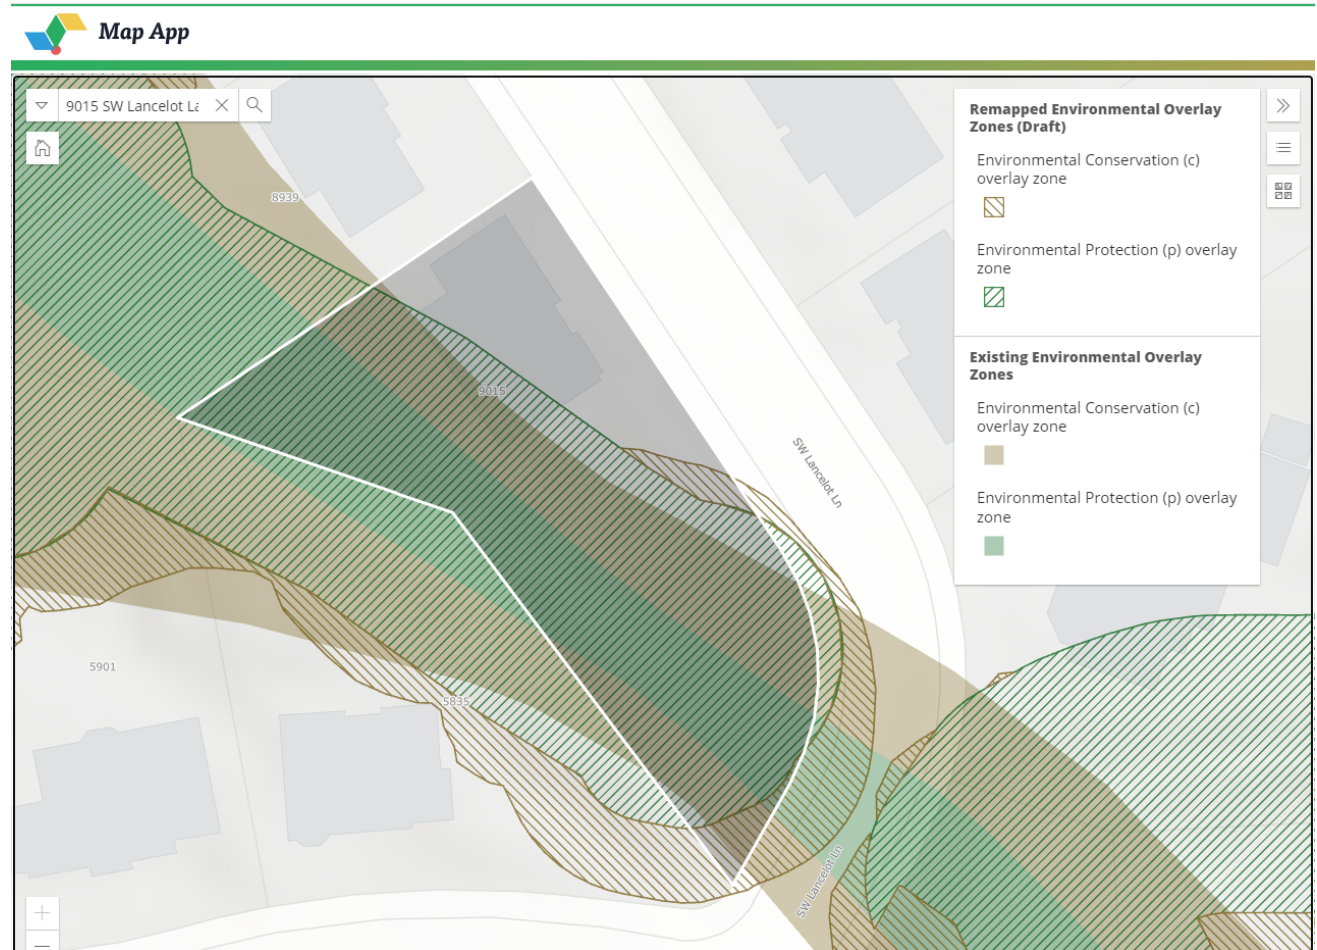 Map App
9015 SW Lancelot La
Remapped Environmental Overlay
Zones (Draft)
Environmental Conservation (c)
overlay zone
Environmental Protection (p) overlay
zone
Existing Environmental Overlay
Zones
Environmental Conservation (c)
overlay zone
Environmental Protection (p) overlay
zone
8939
9015
SW Lancelot Ln
5901
5835
SW Lancelot Ln